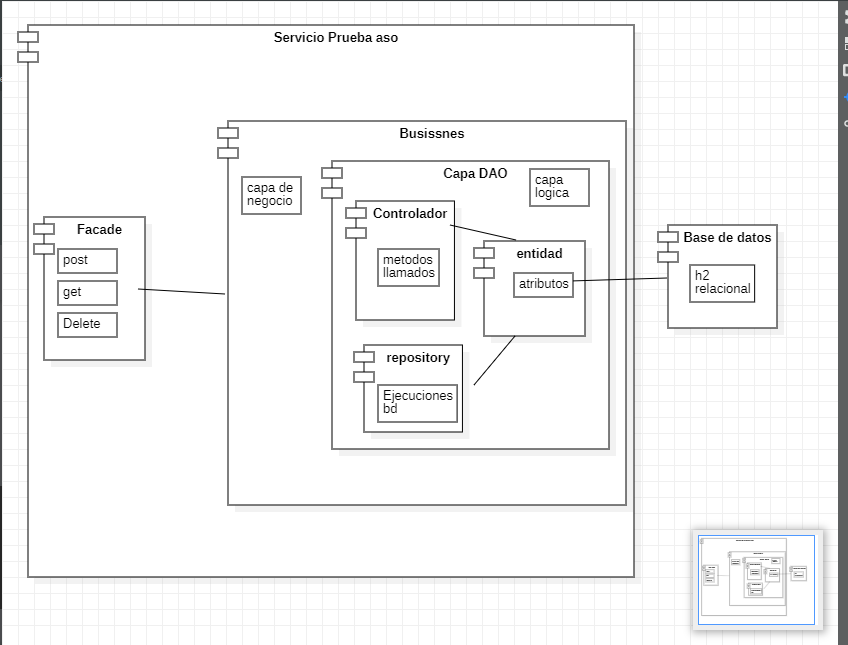 Servicio Prueba aso
Busissnes
capa de
negocio
Capa DAO
capa
logica
Controlador
metodos
llamados
entidad
atributos
repository
Ejecuciones
bd
Facade
post
get
Delete
Base de datos
h2
relacional